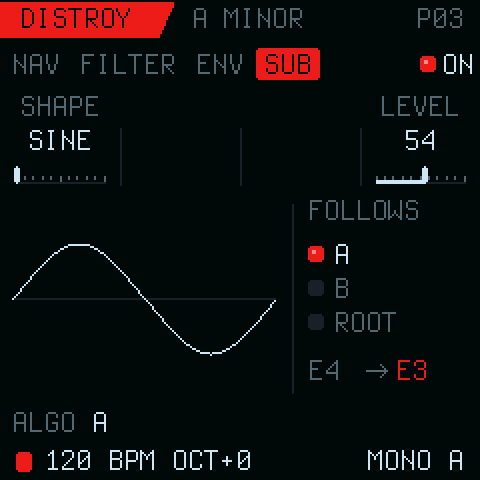 DISTROY A MINOR P03
NAV FILTER ENV SUB ON
SHAPE LEVEL
SINE 54
FOLLOWS
A
B
ROOT
E4 → E3
ALGO A
120 BPM OCT+0 MONO A